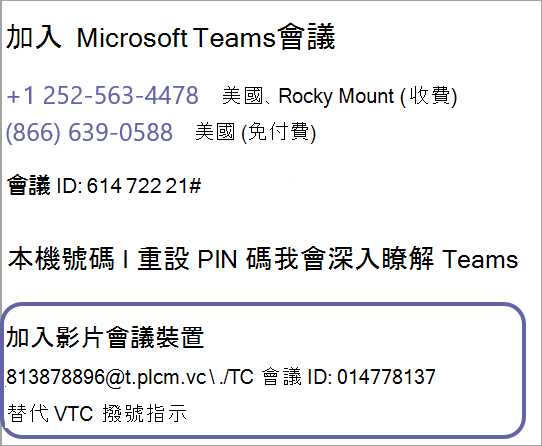 加入 Microsoft Teams會議
+1 252-563-4478 美國、Rocky Mount (收費)
(866) 639-0588 美國 (免付費)
會議 ID: 614 722 21#
本機號碼 I 重設 PIN 碼我會深入瞭解 Teams
加入影片會議裝置
813878896@t.plcm.vc \ ./TC 會議 ID: 014778137
替代 VTC 撥號指示